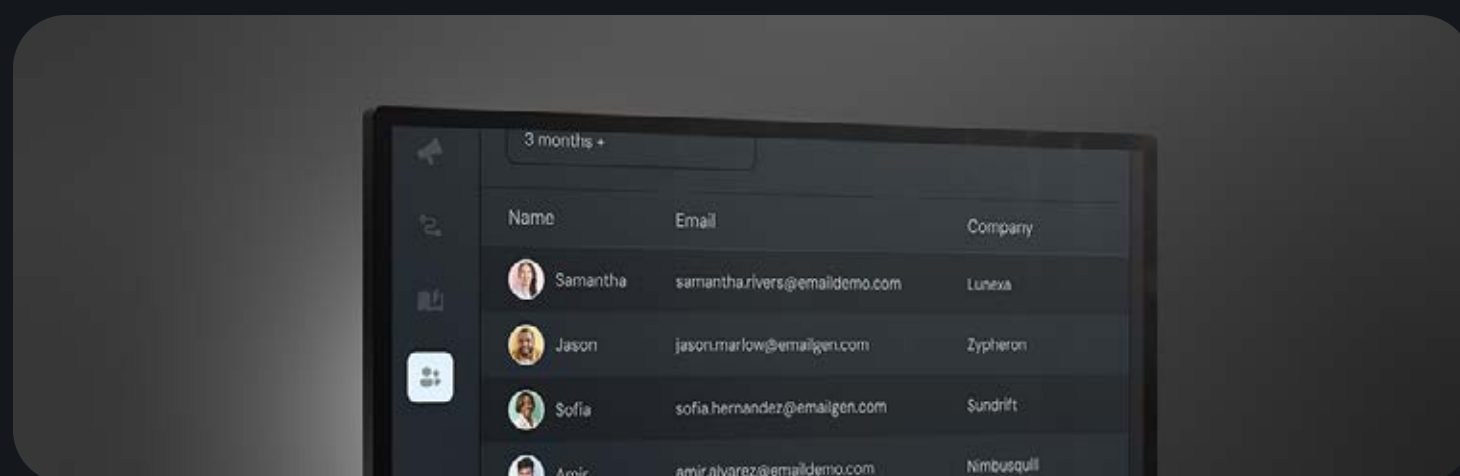 3 months +
Name Email Company
Samantha samantha.rivers@emaildemo.com Lunexa
Jason jason.marlow@emailgen.com Zypheron
Sofia sofia.hernandez@emailgen.com Sundrift
Amir amir.alvarez@emaildemo.com Nimbusquill